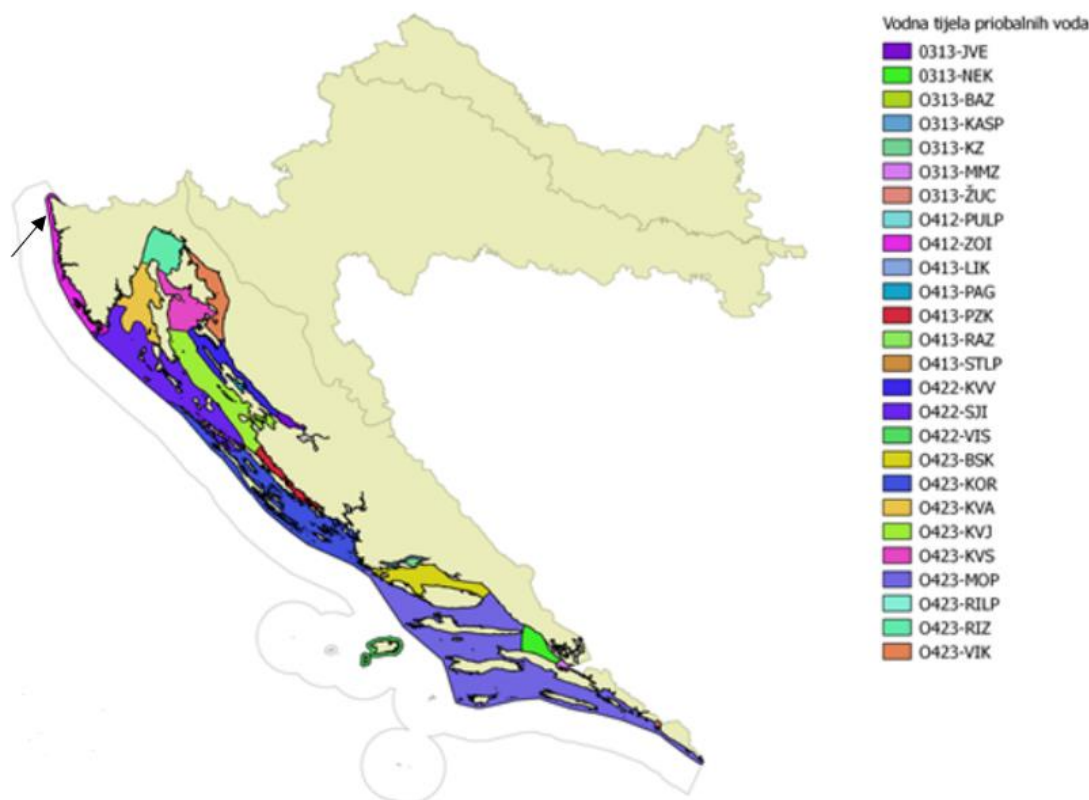 Vodna tijela priobalnih voda
0313-JVE
0313-NEK
O313-BAZ
O313-KASP
O313-KZ
O313-MMZ
O313-ŽUC
O412-PULP
O412-ZOI
O413-LIK
O413-PAG
O413-PZK
O413-RAZ
O413-STLP
O422-KVV
O422-SJI
O422-VIS
O423-BSK
O423-KOR
O423-KVA
O423-KVJ
O423-KVS
O423-MOP
O423-RILP
O423-RIZ
O423-VIK